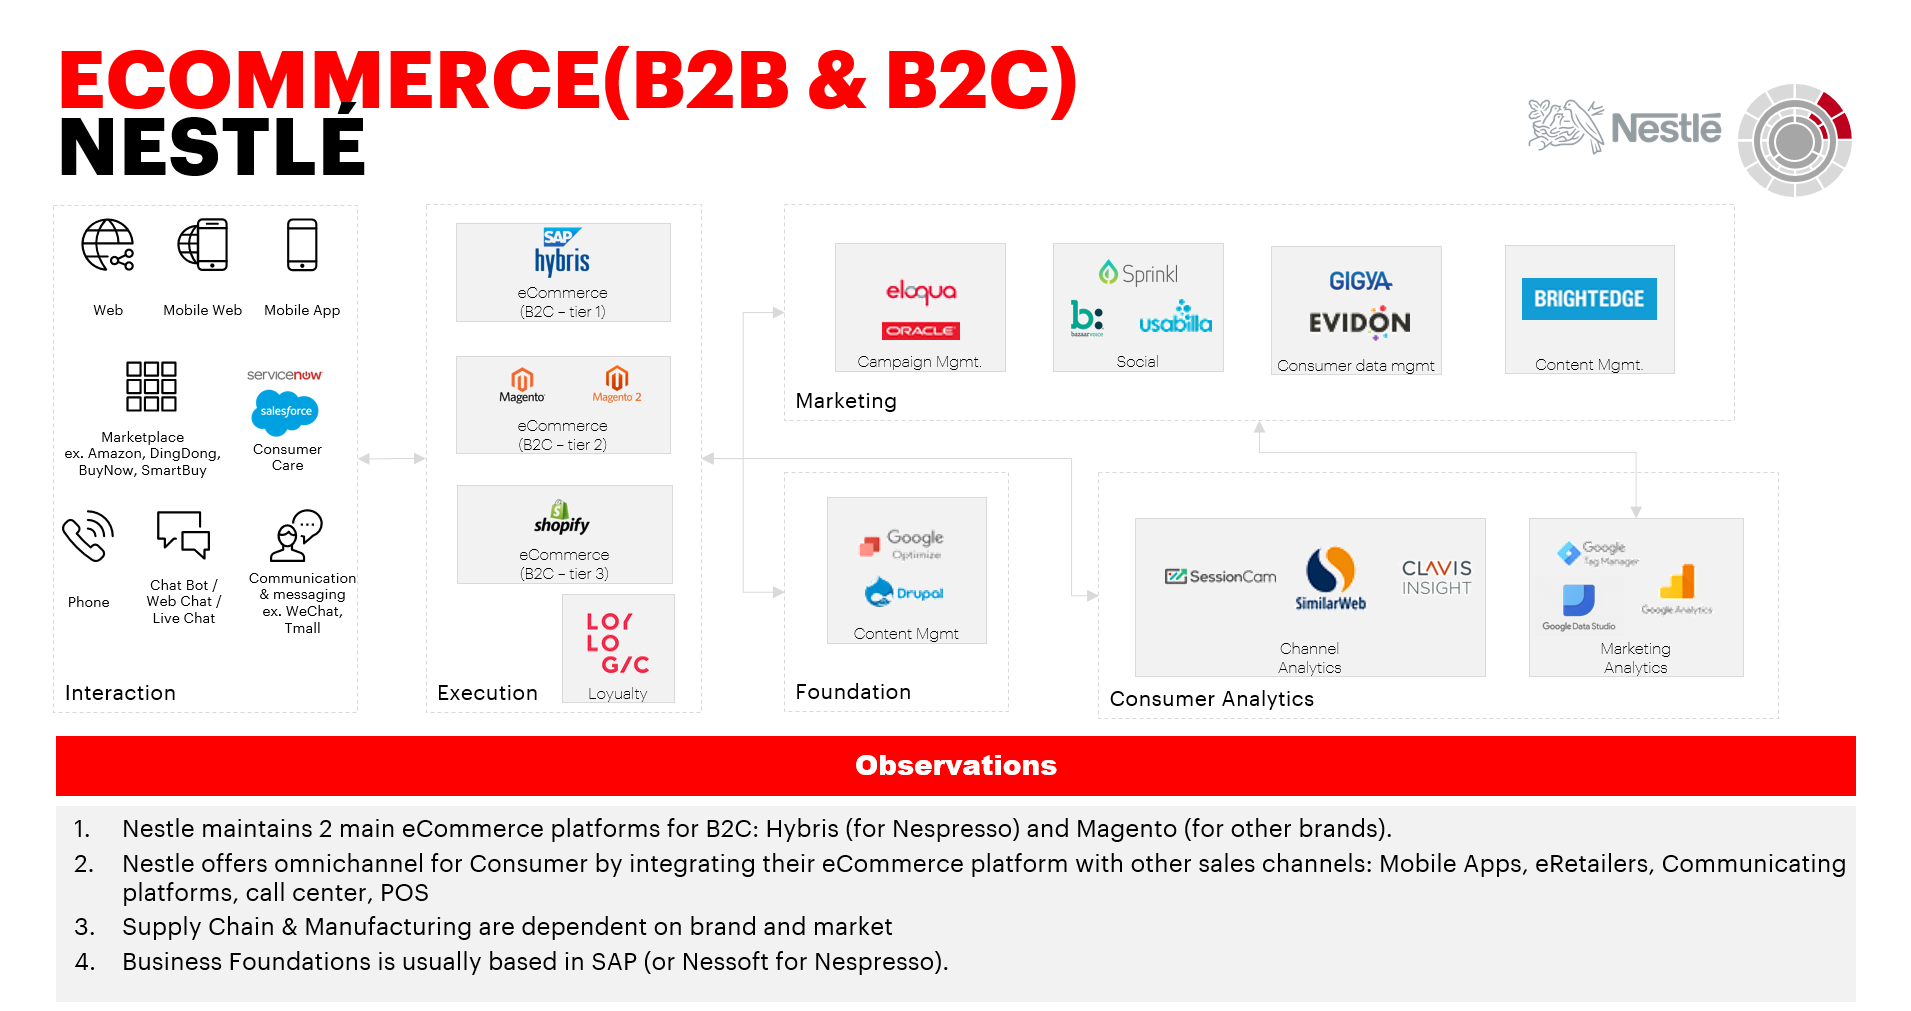 ECOMMERCE(B2B & B2C)
NESTLÉ
Nestlé
Web
Mobile Web
Mobile App
Marketplace
ex. Amazon, DingDong,
BuyNow, SmartBuy
servicenow
salesforce
Consumer
Care
Phone
Chat Bot /
Web Chat /
Live Chat
Communication
& messaging
ex. WeChat,
Tmall
Interaction
SAP
hybris
eCommerce
(B2C – tier 1)
Magento
Magento 2
eCommerce
(B2C – tier 2)
shopify
eCommerce
(B2C – tier 3)
LOY
LO
G/C
Loyualty
Execution
eloqua
ORACLE
Campaign Mgmt.
Sprinkl
b:
bazaarvoice
usabilla
Social
GIGYA
EVIDON
Consumer data mgmt
BRIGHTEDGE
Content Mgmt.
Marketing
Google
Optimize
Drupal
Content Mgmt
Foundation
SessionCam
SimilarWeb
CLAVIS
INSIGHT
Channel
Analytics
Google
Tag Manager
Google Data Studio
Google Analytics
Marketing
Analytics
Consumer Analytics
Observations
1. Nestle maintains 2 main eCommerce platforms for B2C: Hybris (for Nespresso) and Magento (for other brands).
2. Nestle offers omnichannel for Consumer by integrating their eCommerce platform with other sales channels: Mobile Apps, eRetailers, Communicating
platforms, call center, POS
3. Supply Chain & Manufacturing are dependent on brand and market
4. Business Foundations is usually based in SAP (or Nessoft for Nespresso).